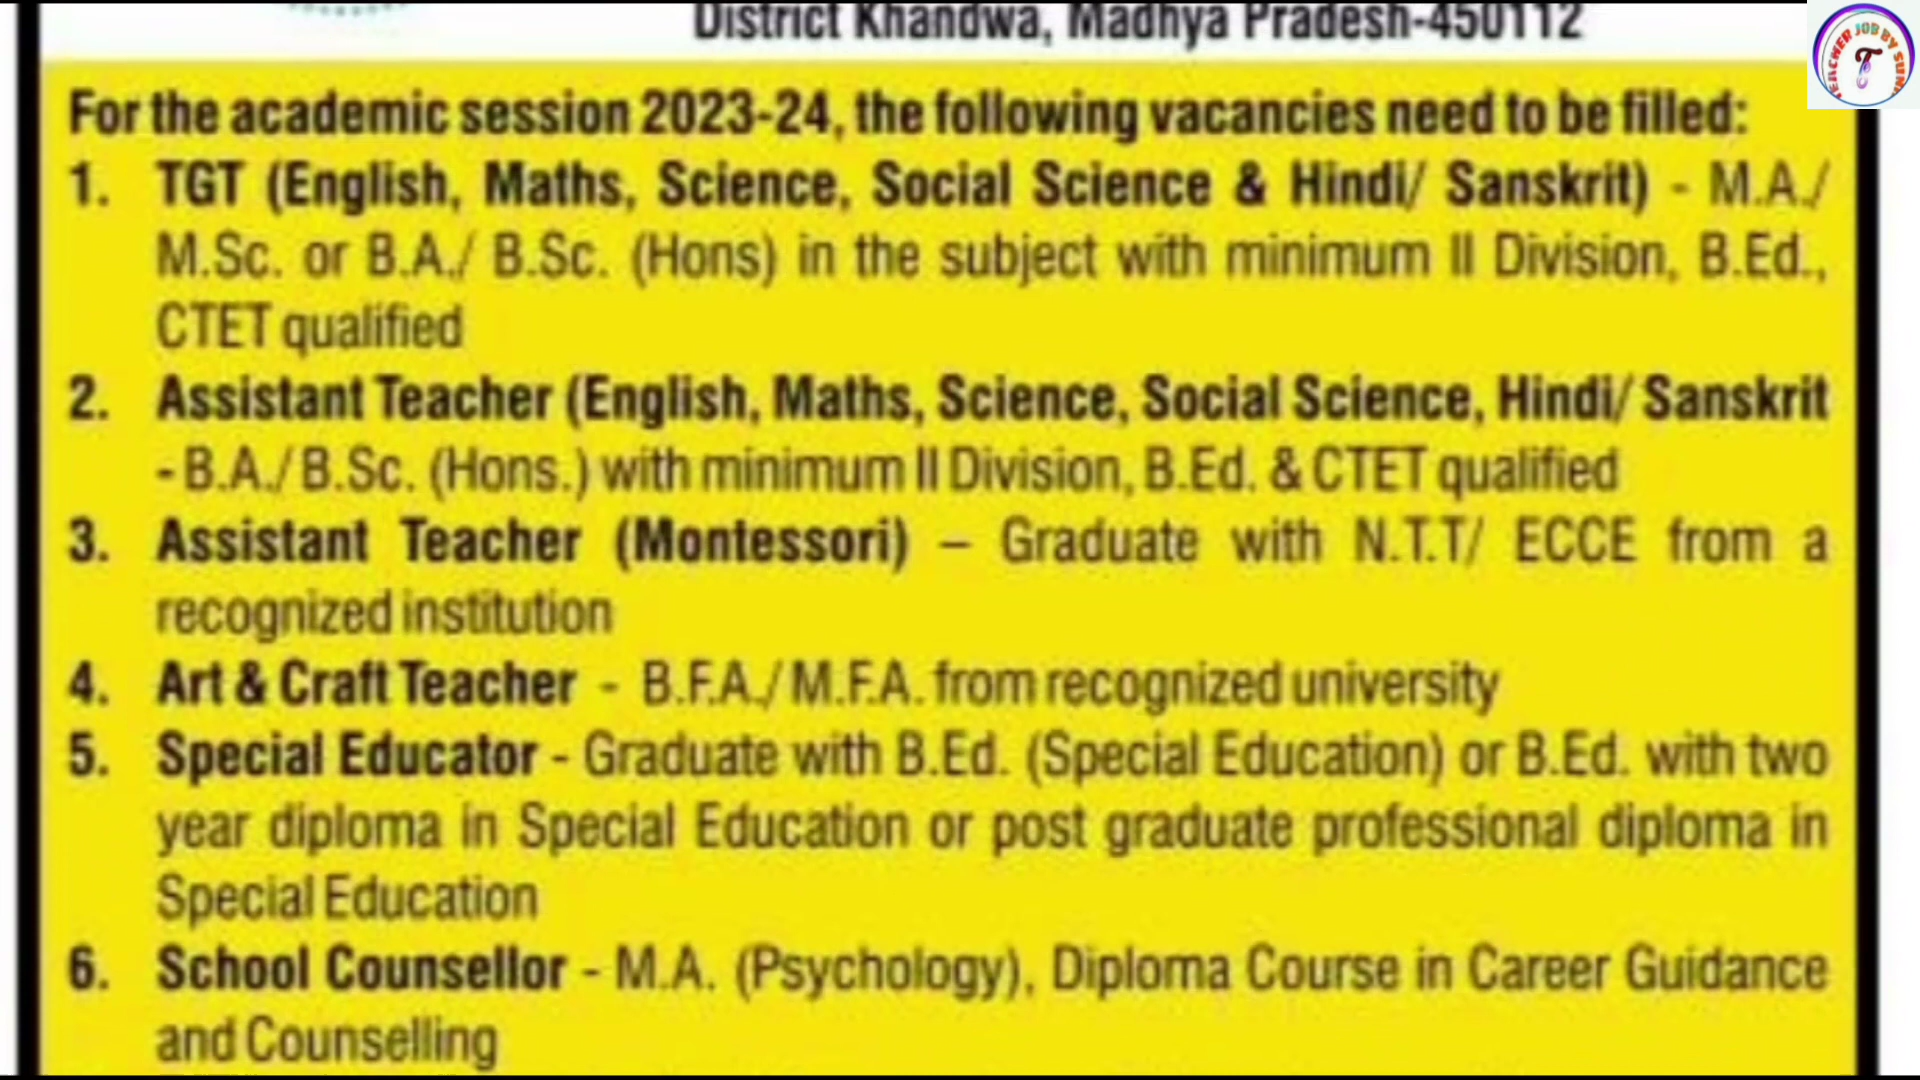 District Khandwa, Madhya Pradesh-450112
TEACHER JOB BY SUNI
T
For the academic session 2023-24, the following vacancies need to be filled:
1. TGT (English, Maths, Science, Social Science & Hindi/ Sanskrit) - M.A./
M.Sc. or B.A./ B.Sc. (Hons) in the subject with minimum II Division, B.Ed.,
CTET qualified
2. Assistant Teacher (English, Maths, Science, Social Science, Hindi/ Sanskrit
- B.A./ B.Sc. (Hons.) with minimum II Division, B.Ed. & CTET qualified
3. Assistant Teacher (Montessori) – Graduate with N.T.T/ ECCE from a
recognized institution
4. Art & Craft Teacher - B.F.A./ M.F.A. from recognized university
5. Special Educator - Graduate with B.Ed. (Special Education) or B.Ed. with two
year diploma in Special Education or post graduate professional diploma in
Special Education
6. School Counsellor - M.A. (Psychology), Diploma Course in Career Guidance
and Counselling